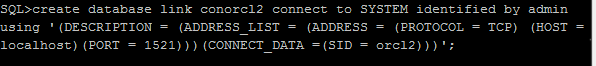 SQL>create database link conorcl2 connect to SYSTEM identified by admin
using '(DESCRIPTION = (ADDRESS_LIST = (ADDRESS = (PROTOCOL = TCP) (HOST =
localhost)(PORT = 1521)))(CONNECT_DATA =(SID = orcl2)))';